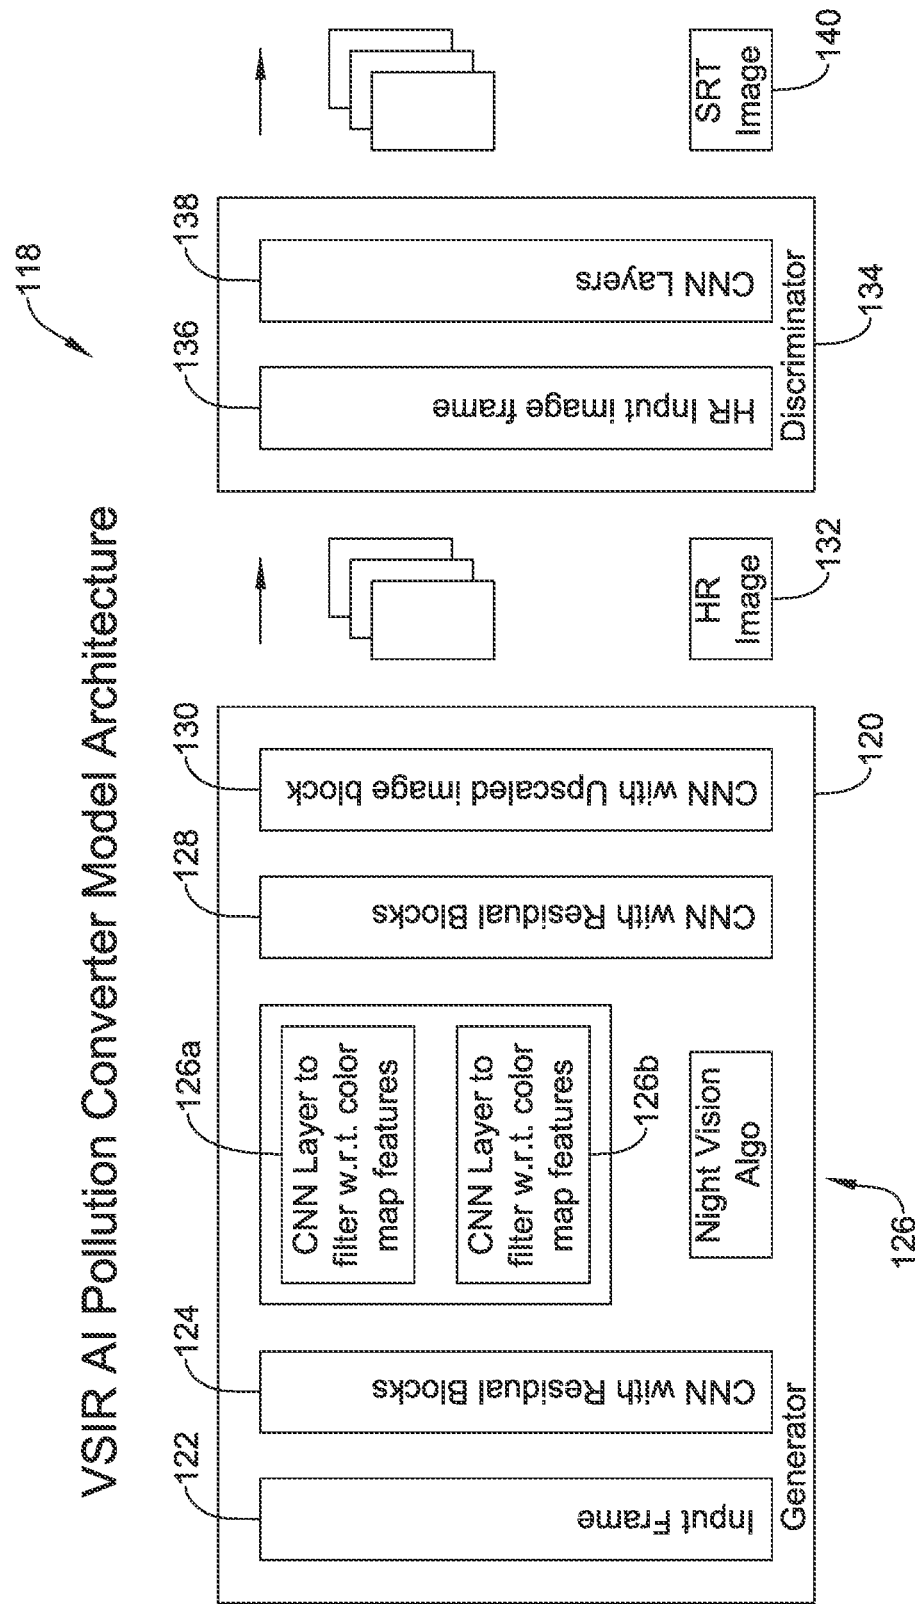 118
VSIR AI Pollution Converter Model Architecture
122
124
126a
128
130
136
138
Input Frame
CNN with Residual Blocks
CNN Layer to
filter w.r.t. color
map features
CNN Layer to
filter w.r.t. color
map features
126b
Night Vision
Algo
126
CNN with Residual Blocks
CNN with Upscaled image block
Generator
120
HR
Image
132
HR Input image frame
CNN Layers
Discriminator
134
SRT
Image
140